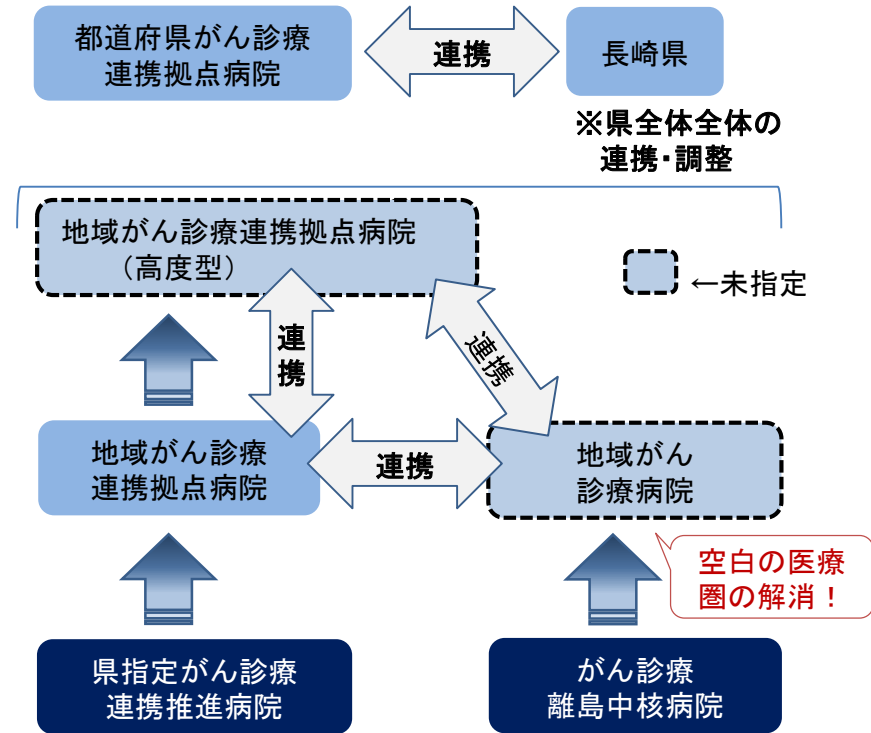 都道府県がん診療
連携拠点病院
連携
長崎県
※県全体全体の
連携・調整
地域がん診療連携拠点病院
（高度型）
←未指定
連携
連携
地域がん診療
連携拠点病院
連携
地域がん
診療病院
空白の医療
圏の解消！
県指定がん診療
連携推進病院
がん診療
離島中核病院